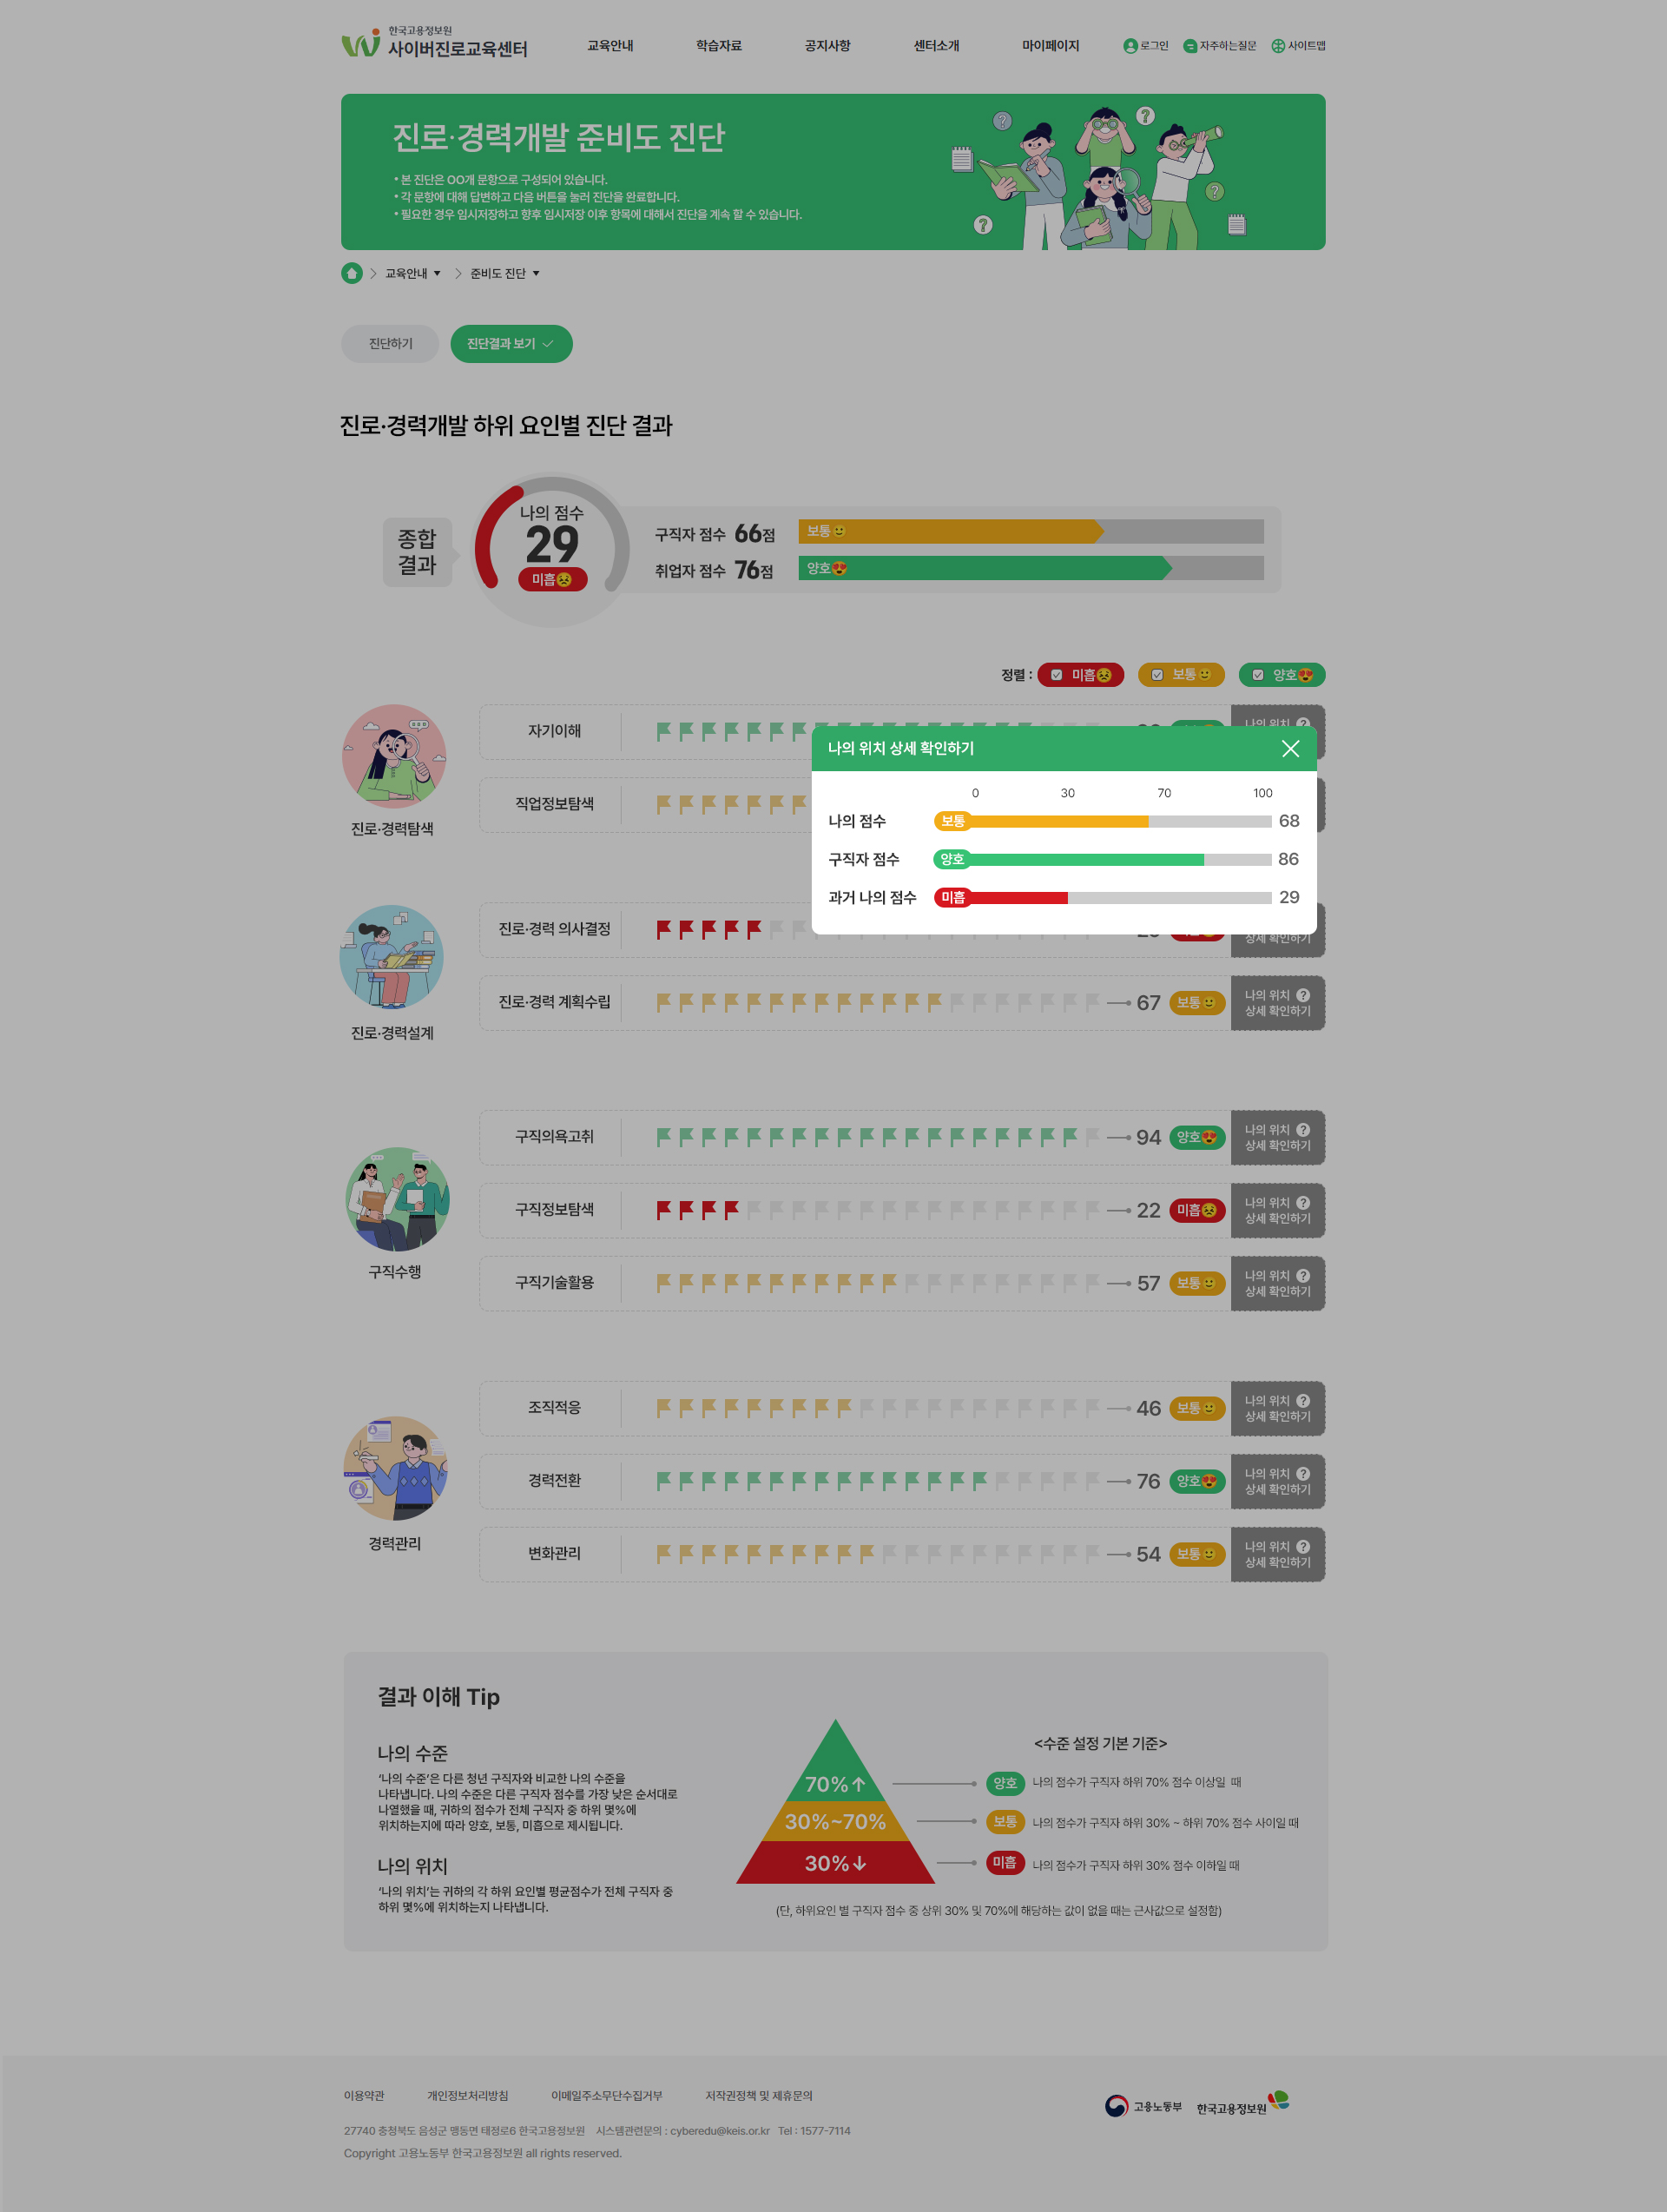 한국고용정보원
사이버진로교육센터
교육안내
학습자료
공지사항
센터소개
마이페이지
로그인
자주하는질문
사이트맵
진로·경력개발 준비도 진단
• 본 진단은 OO개 문항으로 구성되어 있습니다.
• 각 문항에 대해 답변하고 다음 버튼을 눌러 진단을 완료합니다.
• 필요한 경우 임시저장하고 향후 임시저장 이후 항목에 대해서 진단을 계속 할 수 있습니다.
교육안내
준비도 진단
진단하기
진단결과 보기
진로·경력개발 하위 요인별 진단 결과
종합
결과
나의 점수
29
미흡
구직자 점수 66점
보통
취업자 점수 76점
양호
정렬 :
미흡
보통
양호
진로·경력탐색
자기이해
나의 위치
직업정보탐색
나의 위치 상세 확인하기
0 30 70 100
나의 점수 보통 68
구직자 점수 양호 86
과거 나의 점수 미흡 29
진로·경력설계
진로·경력 의사결정
상세 확인하기
진로·경력 계획수립
67
보통
나의 위치 ?
상세 확인하기
구직수행
구직의욕고취
94
양호
나의 위치 ?
상세 확인하기
구직정보탐색
22
미흡
나의 위치 ?
상세 확인하기
구직기술활용
57
보통
나의 위치 ?
상세 확인하기
경력관리
조직적응
46
보통
나의 위치 ?
상세 확인하기
경력전환
76
양호
나의 위치 ?
상세 확인하기
변화관리
54
보통
나의 위치 ?
상세 확인하기
결과 이해 Tip
나의 수준
‘나의 수준’은 다른 청년 구직자와 비교한 나의 수준을
나타냅니다. 나의 수준은 다른 구직자 점수를 가장 낮은 순서대로
나열했을 때, 귀하의 점수가 전체 구직자 중 하위 몇%에
위치하는지에 따라 양호, 보통, 미흡으로 제시됩니다.
나의 위치
‘나의 위치’는 귀하의 각 하위 요인별 평균점수가 전체 구직자 중
하위 몇%에 위치하는지 나타냅니다.
<수준 설정 기본 기준>
70%↑
양호
나의 점수가 구직자 하위 70% 점수 이상일 때
30%~70%
보통
나의 점수가 구직자 하위 30% ~ 하위 70% 점수 사이일 때
30%↓
미흡
나의 점수가 구직자 하위 30% 점수 이하일 때
(단, 하위요인 별 구직자 점수 중 상위 30% 및 70%에 해당하는 값이 없을 때는 근사값으로 설정함)
이용약관
개인정보처리방침
이메일주소무단수집거부
저작권정책 및 제휴문의
27740 충청북도 음성군 맹동면 태정로6 한국고용정보원 시스템관련문의 : cyberedu@keis.or.kr Tel : 1577-7114
Copyright 고용노동부 한국고용정보원 all rights reserved.
고용노동부
한국고용정보원